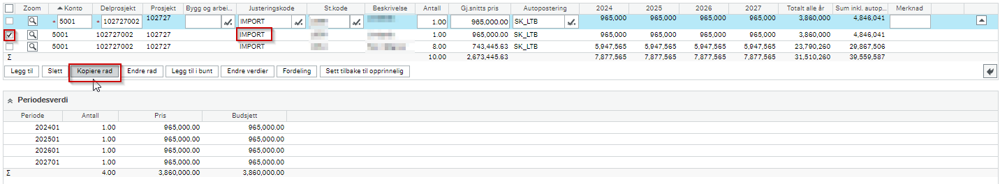 Zoom Konto Delprosjekt Prosjekt Bygg og arbei... Justeringskode St.kode Beskrivelse Antall Gj.snitts pris Autopostering 2024 2025 2026 2027 Totalt alle år Sum inkl. autop... Merknad
5001 102727002 102727 IMPORT 1.00 965,000.00 SK_LTB 965,000 965,000 965,000 965,000 3,860,000 4,846,041
5001 102727002 102727 IMPORT 1.00 965,000.00 SK_LTB 965,000 965,000 965,000 965,000 3,860,000 4,846,041
5001 102727002 102727 IMPORT 8.00 743,445.63 SK_LTB 5,947,565 5,947,565 5,947,565 5,947,565 23,790,260 29,867,506
Σ 10.00 2,673,445.63 7,877,565 7,877,565 7,877,565 7,877,565 31,510,260 39,559,587
Legg til Slett Kopiere rad Endre rad Legg til i bunt Endre verdier Fordeling Sett tilbake til opprinnelig
Periodesverdi
Periode Antall Pris Budsjett
202401 1.00 965,000.00 965,000.00
202501 1.00 965,000.00 965,000.00
202601 1.00 965,000.00 965,000.00
202701 1.00 965,000.00 965,000.00
Σ 4.00 3,860,000.00 3,860,000.00